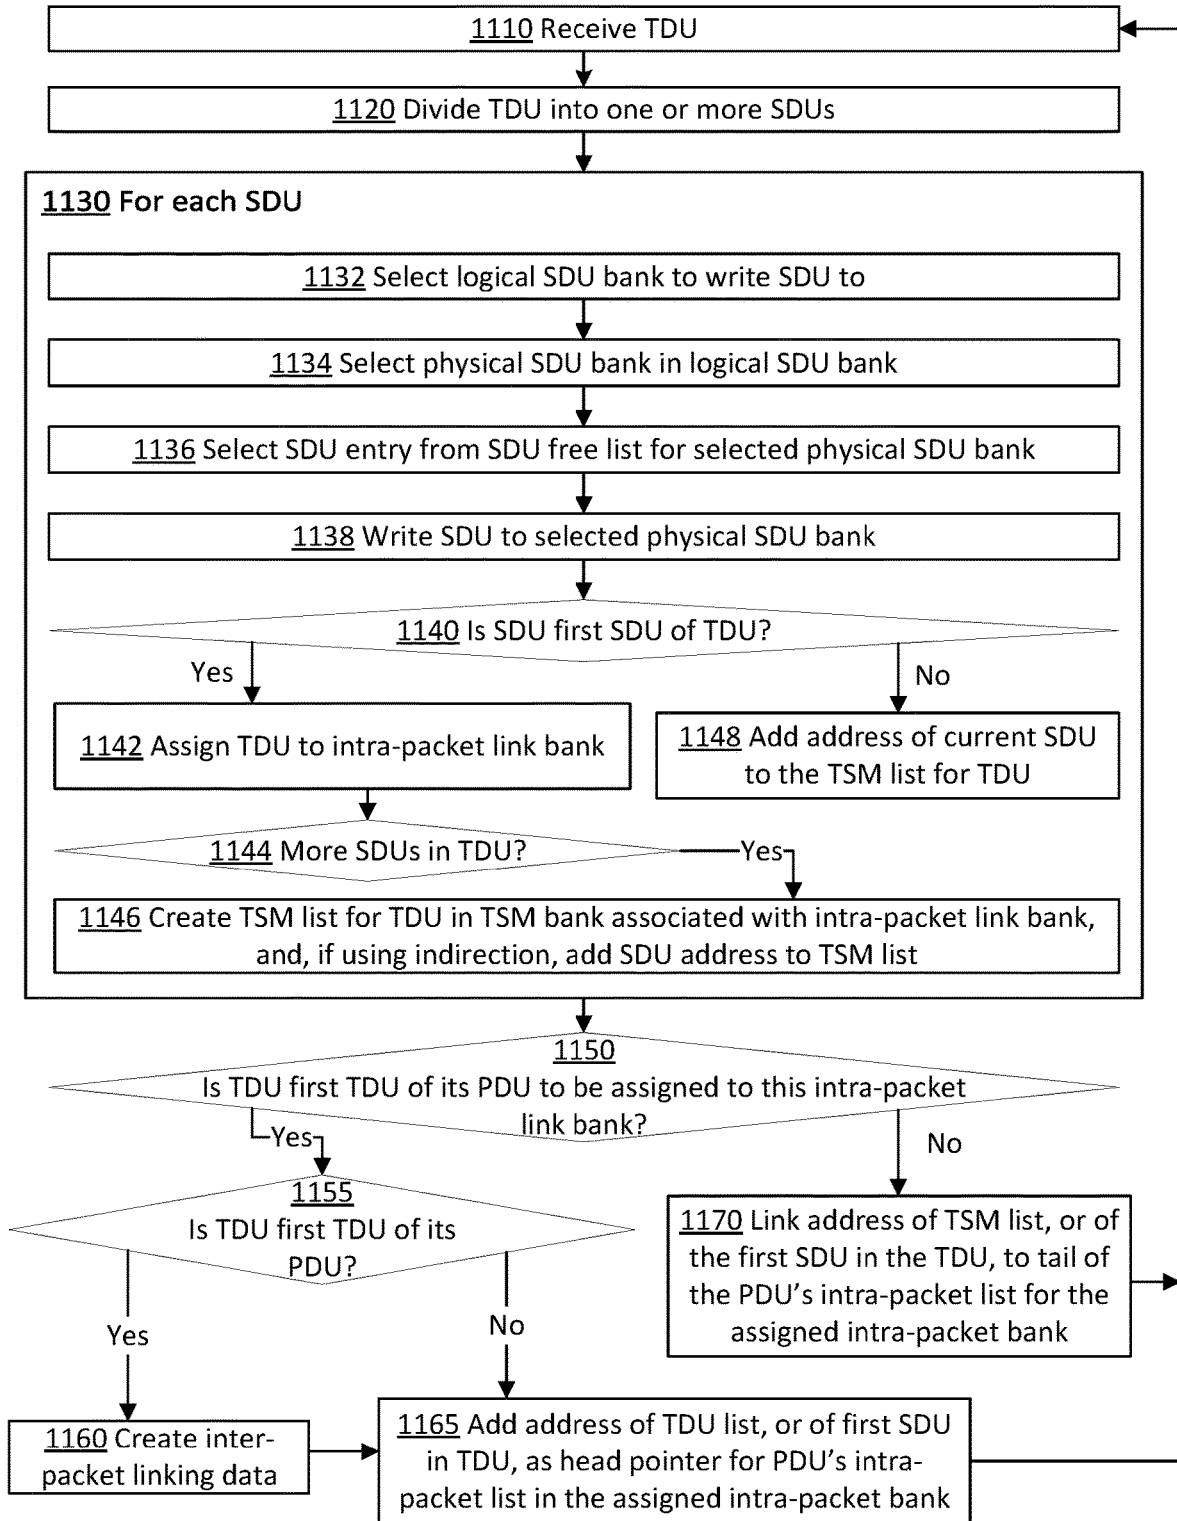 1110 Receive TDU
1120 Divide TDU into one or more SDUs
1130 For each SDU
1132 Select logical SDU bank to write SDU to
1134 Select physical SDU bank in logical SDU bank
1136 Select SDU entry from SDU free list for selected physical SDU bank
1138 Write SDU to selected physical SDU bank
1140 Is SDU first SDU of TDU?
Yes
No
1142 Assign TDU to intra-packet link bank
1148 Add address of current SDU
to the TSM list for TDU
1144 More SDUs in TDU?
Yes
1146 Create TSM list for TDU in TSM bank associated with intra-packet link bank,
and, if using indirection, add SDU address to TSM list
1150
Is TDU first TDU of its PDU to be assigned to this intra-packet
link bank?
Yes
No
1155
Is TDU first TDU of its
PDU?
1170 Link address of TSM list, or of
the first SDU in the TDU, to tail of
the PDU's intra-packet list for the
assigned intra-packet bank
Yes
No
1160 Create inter-
packet linking data
1165 Add address of TDU list, or of first SDU
in TDU, as head pointer for PDU's intra-
packet list in the assigned intra-packet bank